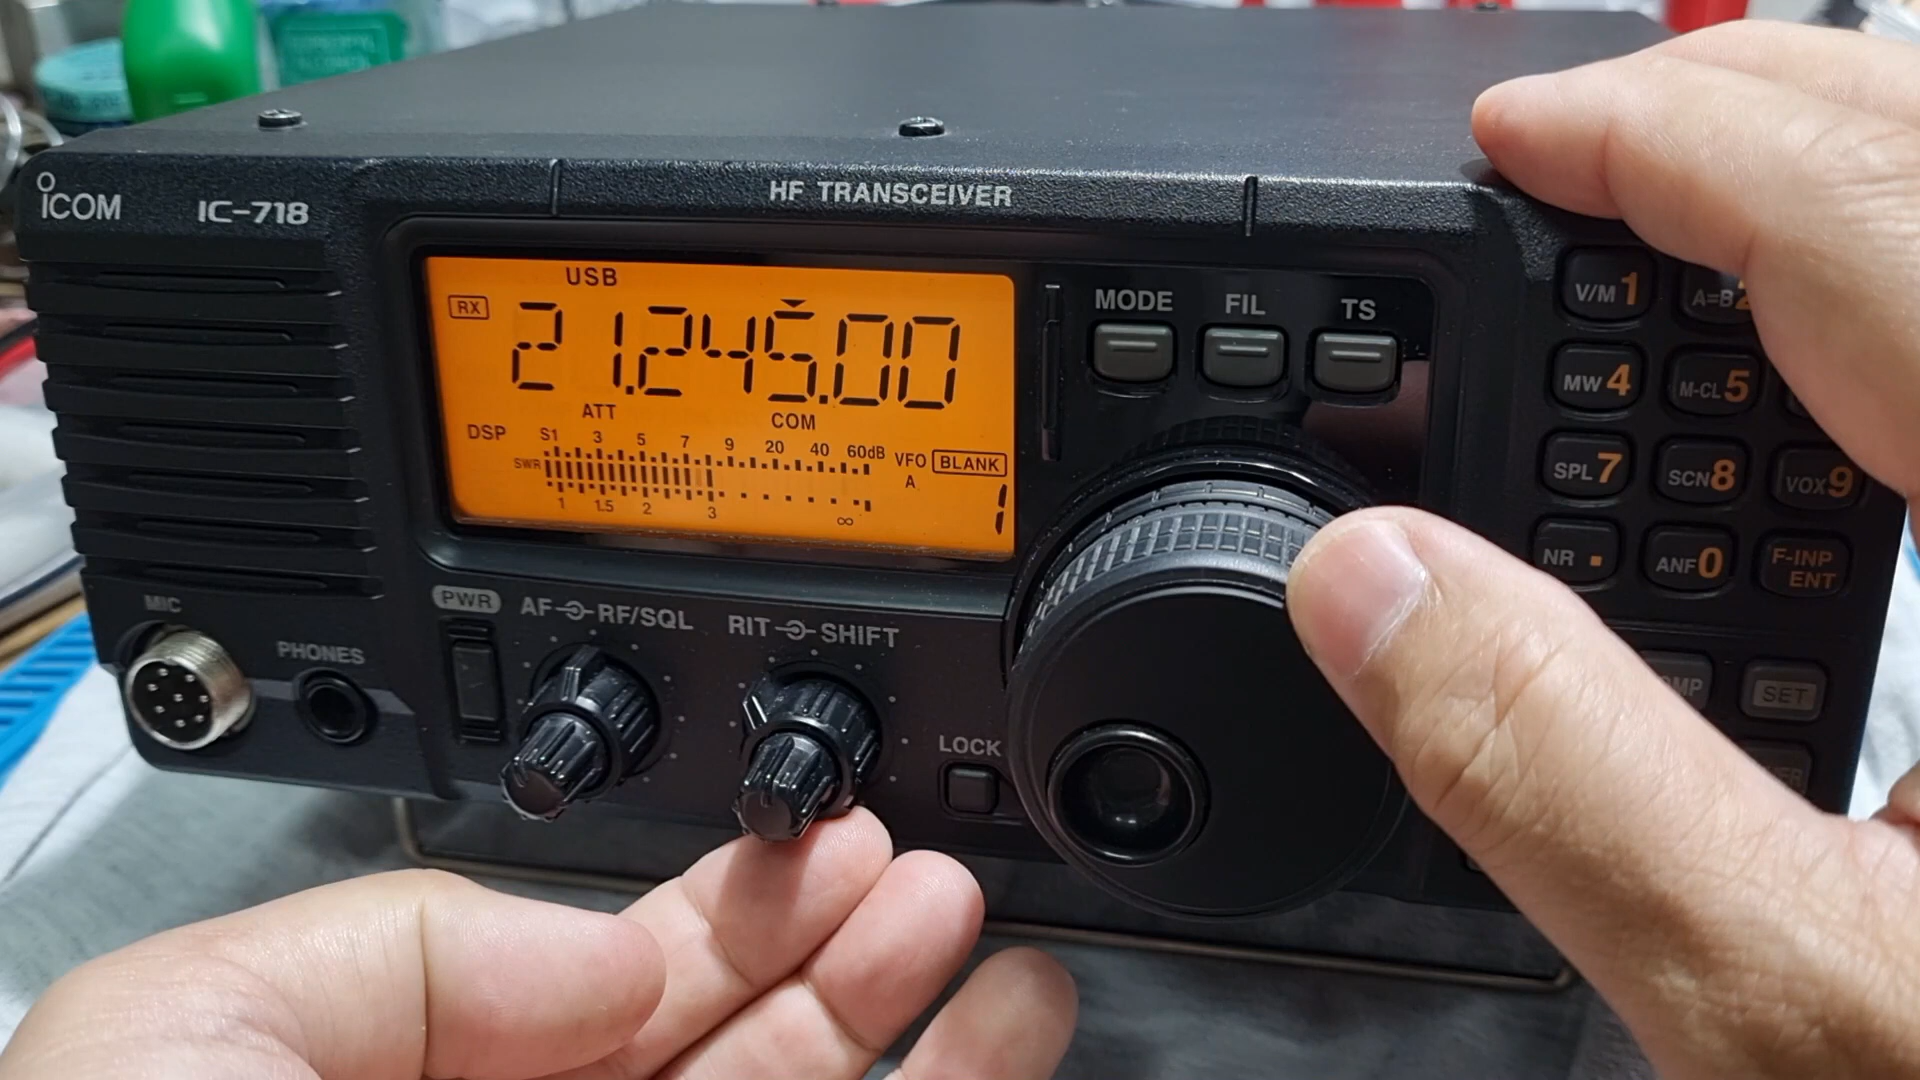 ICOM
IC-718
HF TRANSCEIVER
USB
RX
21.245.00
ATT
COM
DSP
S1 3 5 7 9 20 40 60dB
SWR
1 1.5 2 3 ∞
VFO
A
BLANK
1
MODE
FIL
TS
V/M 1
A=B
MW 4
M-CL 5
SPL 7
SCN 8
VOX 9
NR .
ANF 0
F-INP
ENT
SET
MIC
PHONES
PWR
AF RF/SQL
RIT SHIFT
LOCK